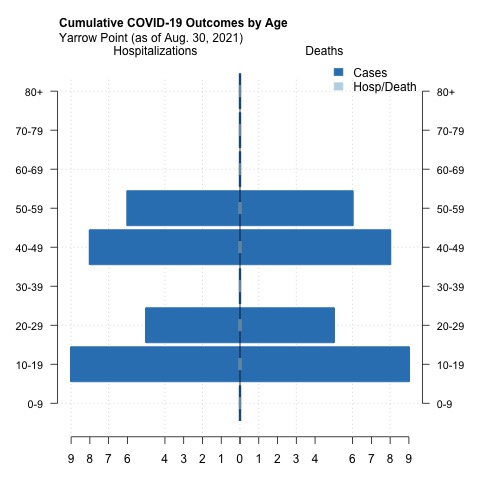 Cumulative COVID-19 Outcomes by Age
Yarrow Point (as of Aug. 30, 2021)
Hospitalizations Deaths
Cases
Hosp/Death
80+ 80+
70-79 70-79
60-69 60-69
50-59 50-59
40-49 40-49
30-39 30-39
20-29 20-29
10-19 10-19
0-9 0-9
9 8 7 6 4 3 2 1 0 1 2 3 4 6 7 8 9